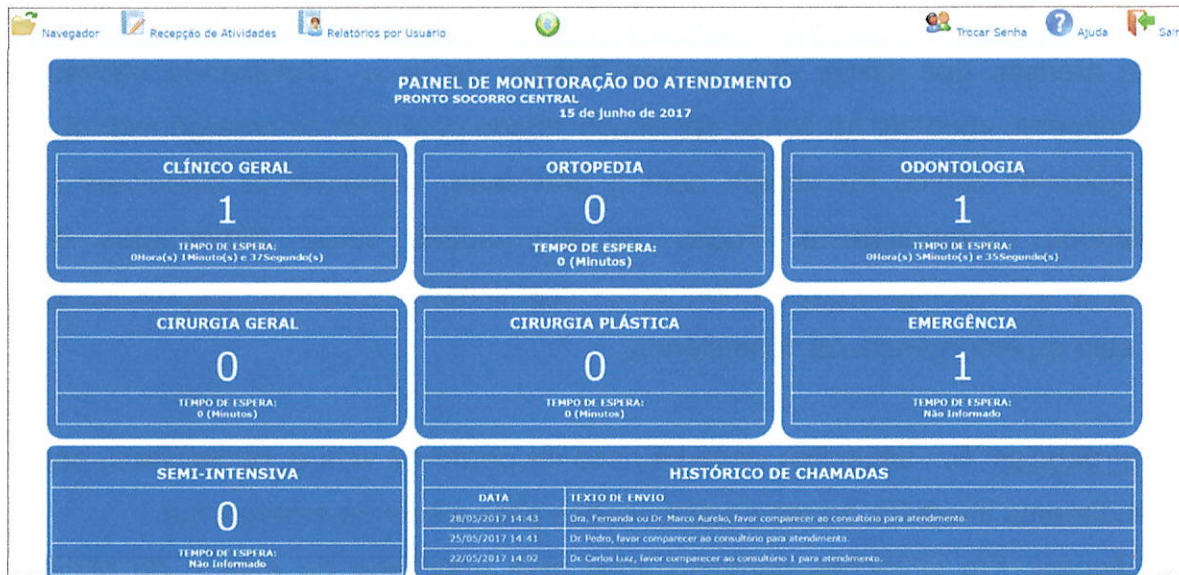 Navegador Recepção de Atividades Relatórios por Usuário Trocar Senha Ajuda Sair
PAINEL DE MONITORAÇÃO DO ATENDIMENTO
PRONTO SOCORRO CENTRAL
15 de junho de 2017
CLÍNICO GERAL
1
TEMPO DE ESPERA:
0Hora(s) 1Minuto(s) e 37Segundo(s)
ORTOPEDIA
0
TEMPO DE ESPERA:
0 (Minutos)
ODONTOLOGIA
1
TEMPO DE ESPERA:
0Hora(s) 5Minuto(s) e 35Segundo(s)
CIRURGIA GERAL
0
TEMPO DE ESPERA:
0 (Minutos)
CIRURGIA PLÁSTICA
0
TEMPO DE ESPERA:
0 (Minutos)
EMERGÊNCIA
1
TEMPO DE ESPERA:
Não Informado
SEMI-INTENSIVA
0
TEMPO DE ESPERA:
Não Informado
HISTÓRICO DE CHAMADAS
DATA TEXTO DE ENVIO
28/05/2017 14:43 Dra. Fernanda ou Dr. Marco Aurelio, favor comparecer ao consultório para atendimento.
25/05/2017 14:41 Dr. Pedro, favor comparecer ao consultório para atendimento.
22/05/2017 14:02 Dr. Carlos Luiz, favor comparecer ao consultório 1 para atendimento.